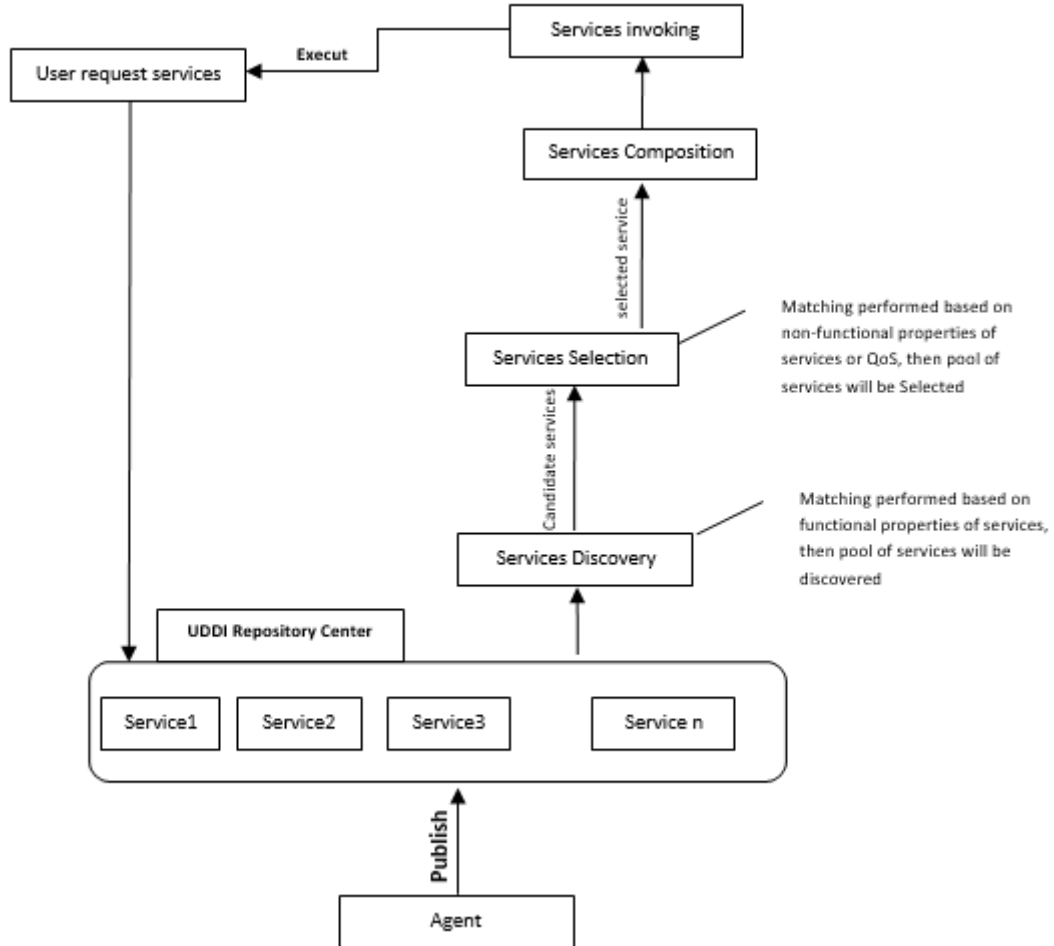 Services invoking
Execut
User request services
Services Composition
selected service
Matching performed based on
non-functional properties of
services or QoS, then pool of
services will be Selected
Services Selection
Candidate services
Matching performed based on
functional properties of services,
then pool of services will be
discovered
Services Discovery
UDDI Repository Center
Service1
Service2
Service3
Service n
Publish
Agent